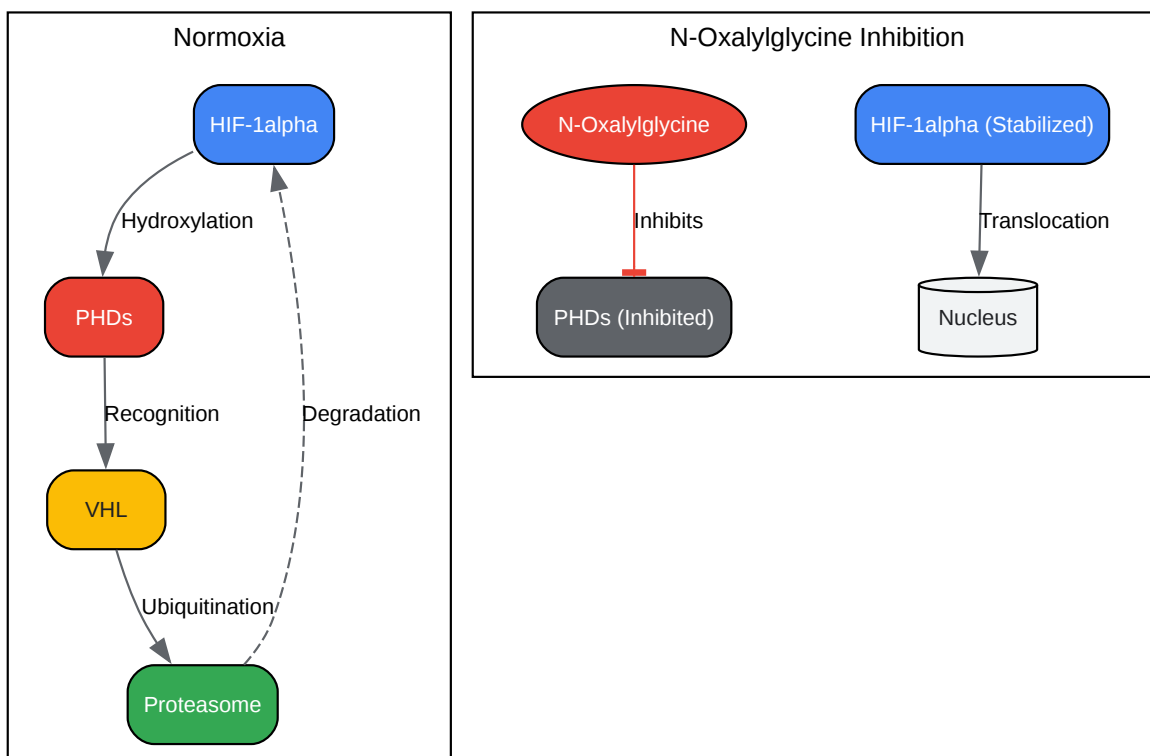 Normoxia
HIF-1alpha
Hydroxylation
PHDs
Recognition
Degradation
VHL
Ubiquitination
Proteasome
N-Oxalylglycine Inhibition
N-Oxalylglycine
HIF-1alpha (Stabilized)
Inhibits
Translocation
PHDs (Inhibited)
Nucleus